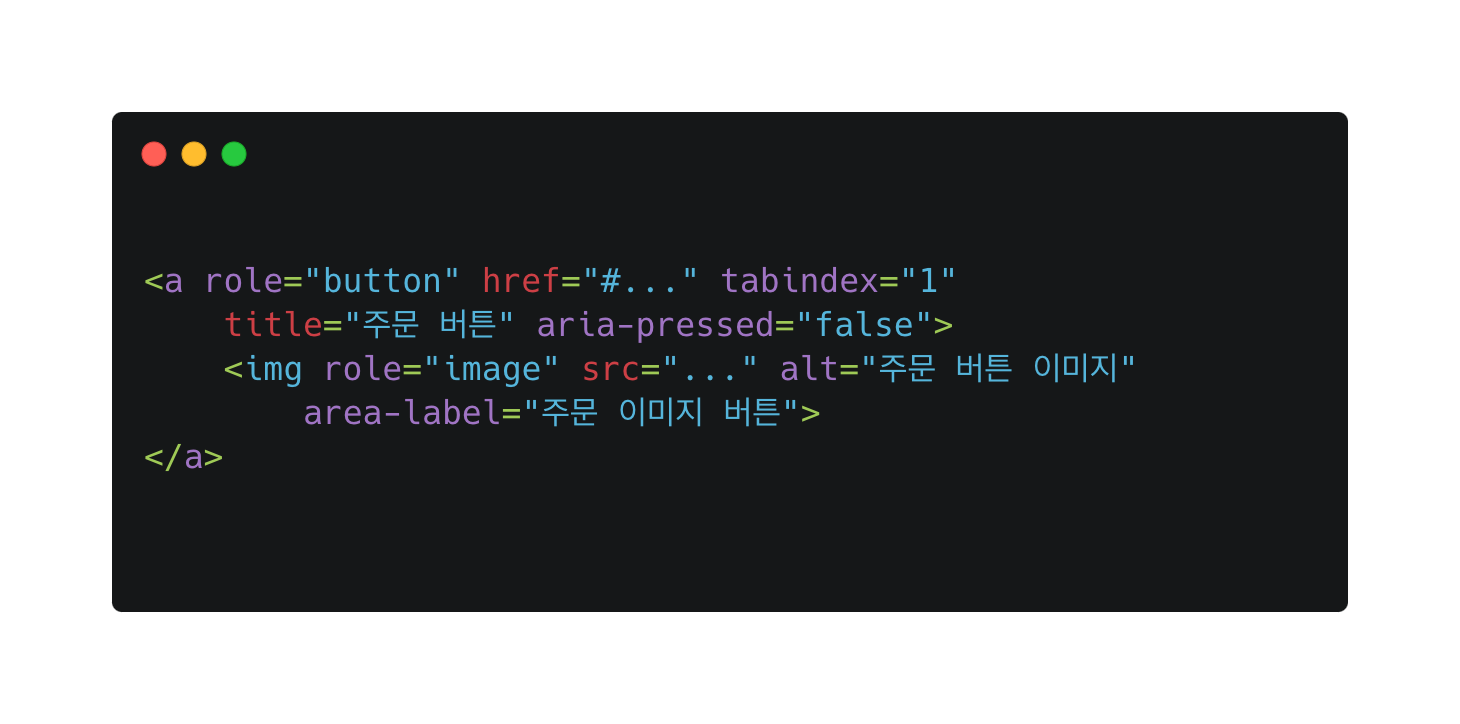 <a role="button" href="#..." tabindex="1"
title="주문 버튼" aria-pressed="false">
<img role="image" src="..." alt="주문 버튼 이미지"
area-label="주문 이미지 버튼">
</a>